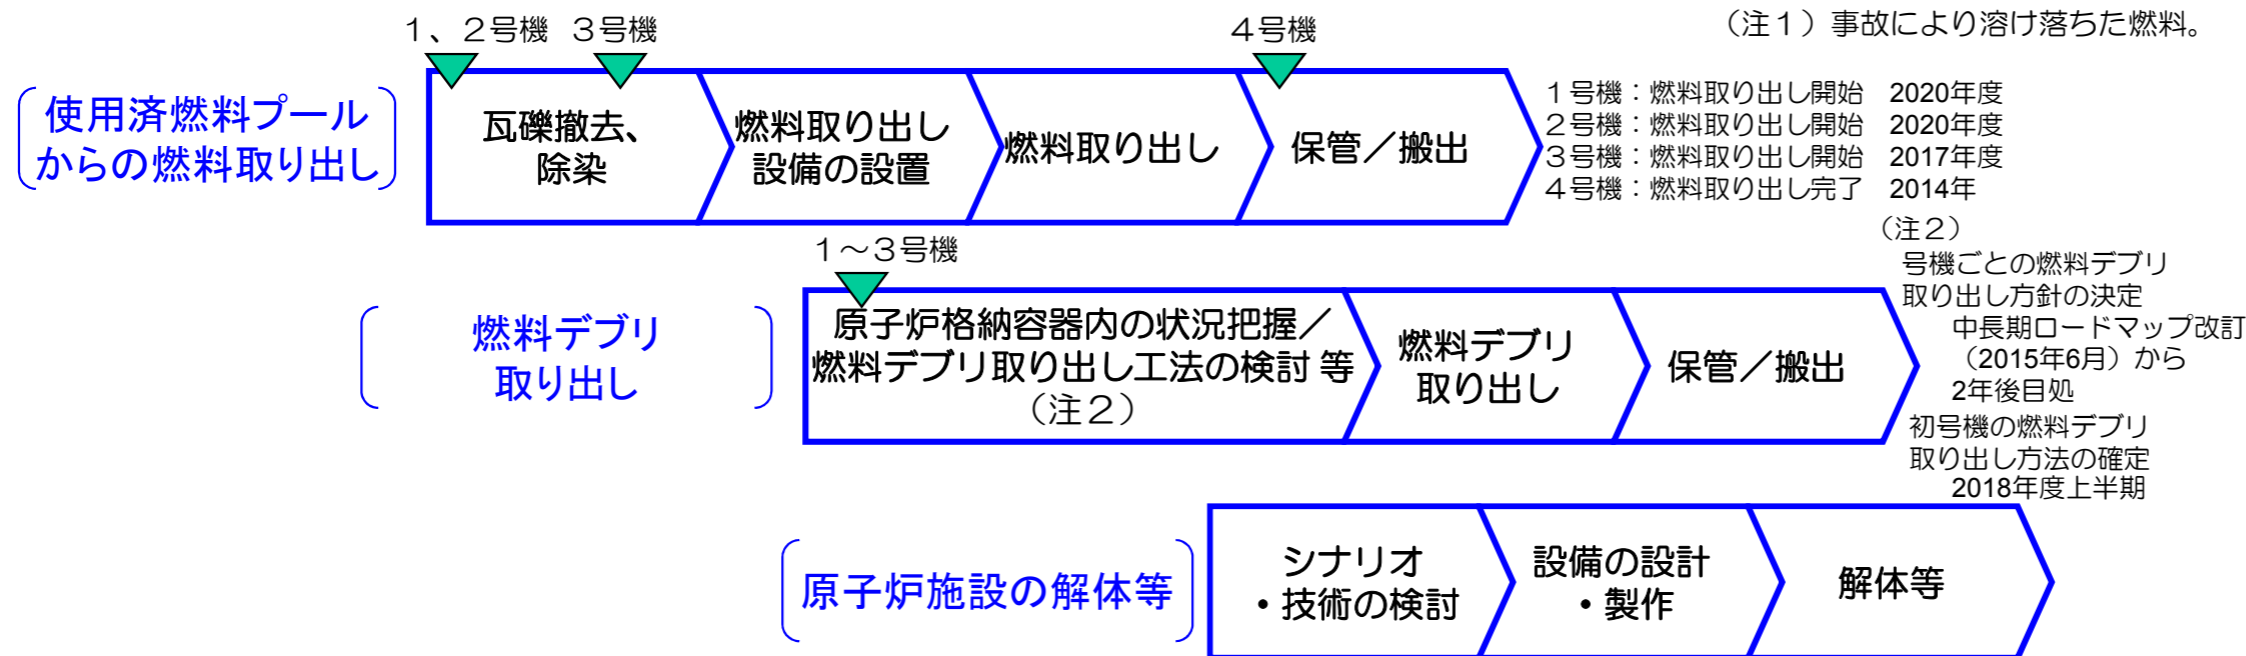 （注１）事故により溶け落ちた燃料。
１、２号機 ３号機
４号機
使用済燃料プール
からの燃料取り出し
瓦礫撤去、
除染
燃料取り出し
設備の設置
燃料取り出し
保管／搬出
１号機：燃料取り出し開始 2020年度
２号機：燃料取り出し開始 2020年度
３号機：燃料取り出し開始 2017年度
４号機：燃料取り出し完了 2014年
１～３号機
燃料デブリ
取り出し
原子炉格納容器内の状況把握／
燃料デブリ取り出し工法の検討 等
（注２）
燃料デブリ
取り出し
保管／搬出
（注２）
号機ごとの燃料デブリ
取り出し方針の決定
中長期ロードマップ改訂
（2015年6月）から
2年後目処
初号機の燃料デブリ
取り出し方法の確定
2018年度上半期
原子炉施設の解体等
シナリオ
・技術の検討
設備の設計
・製作
解体等